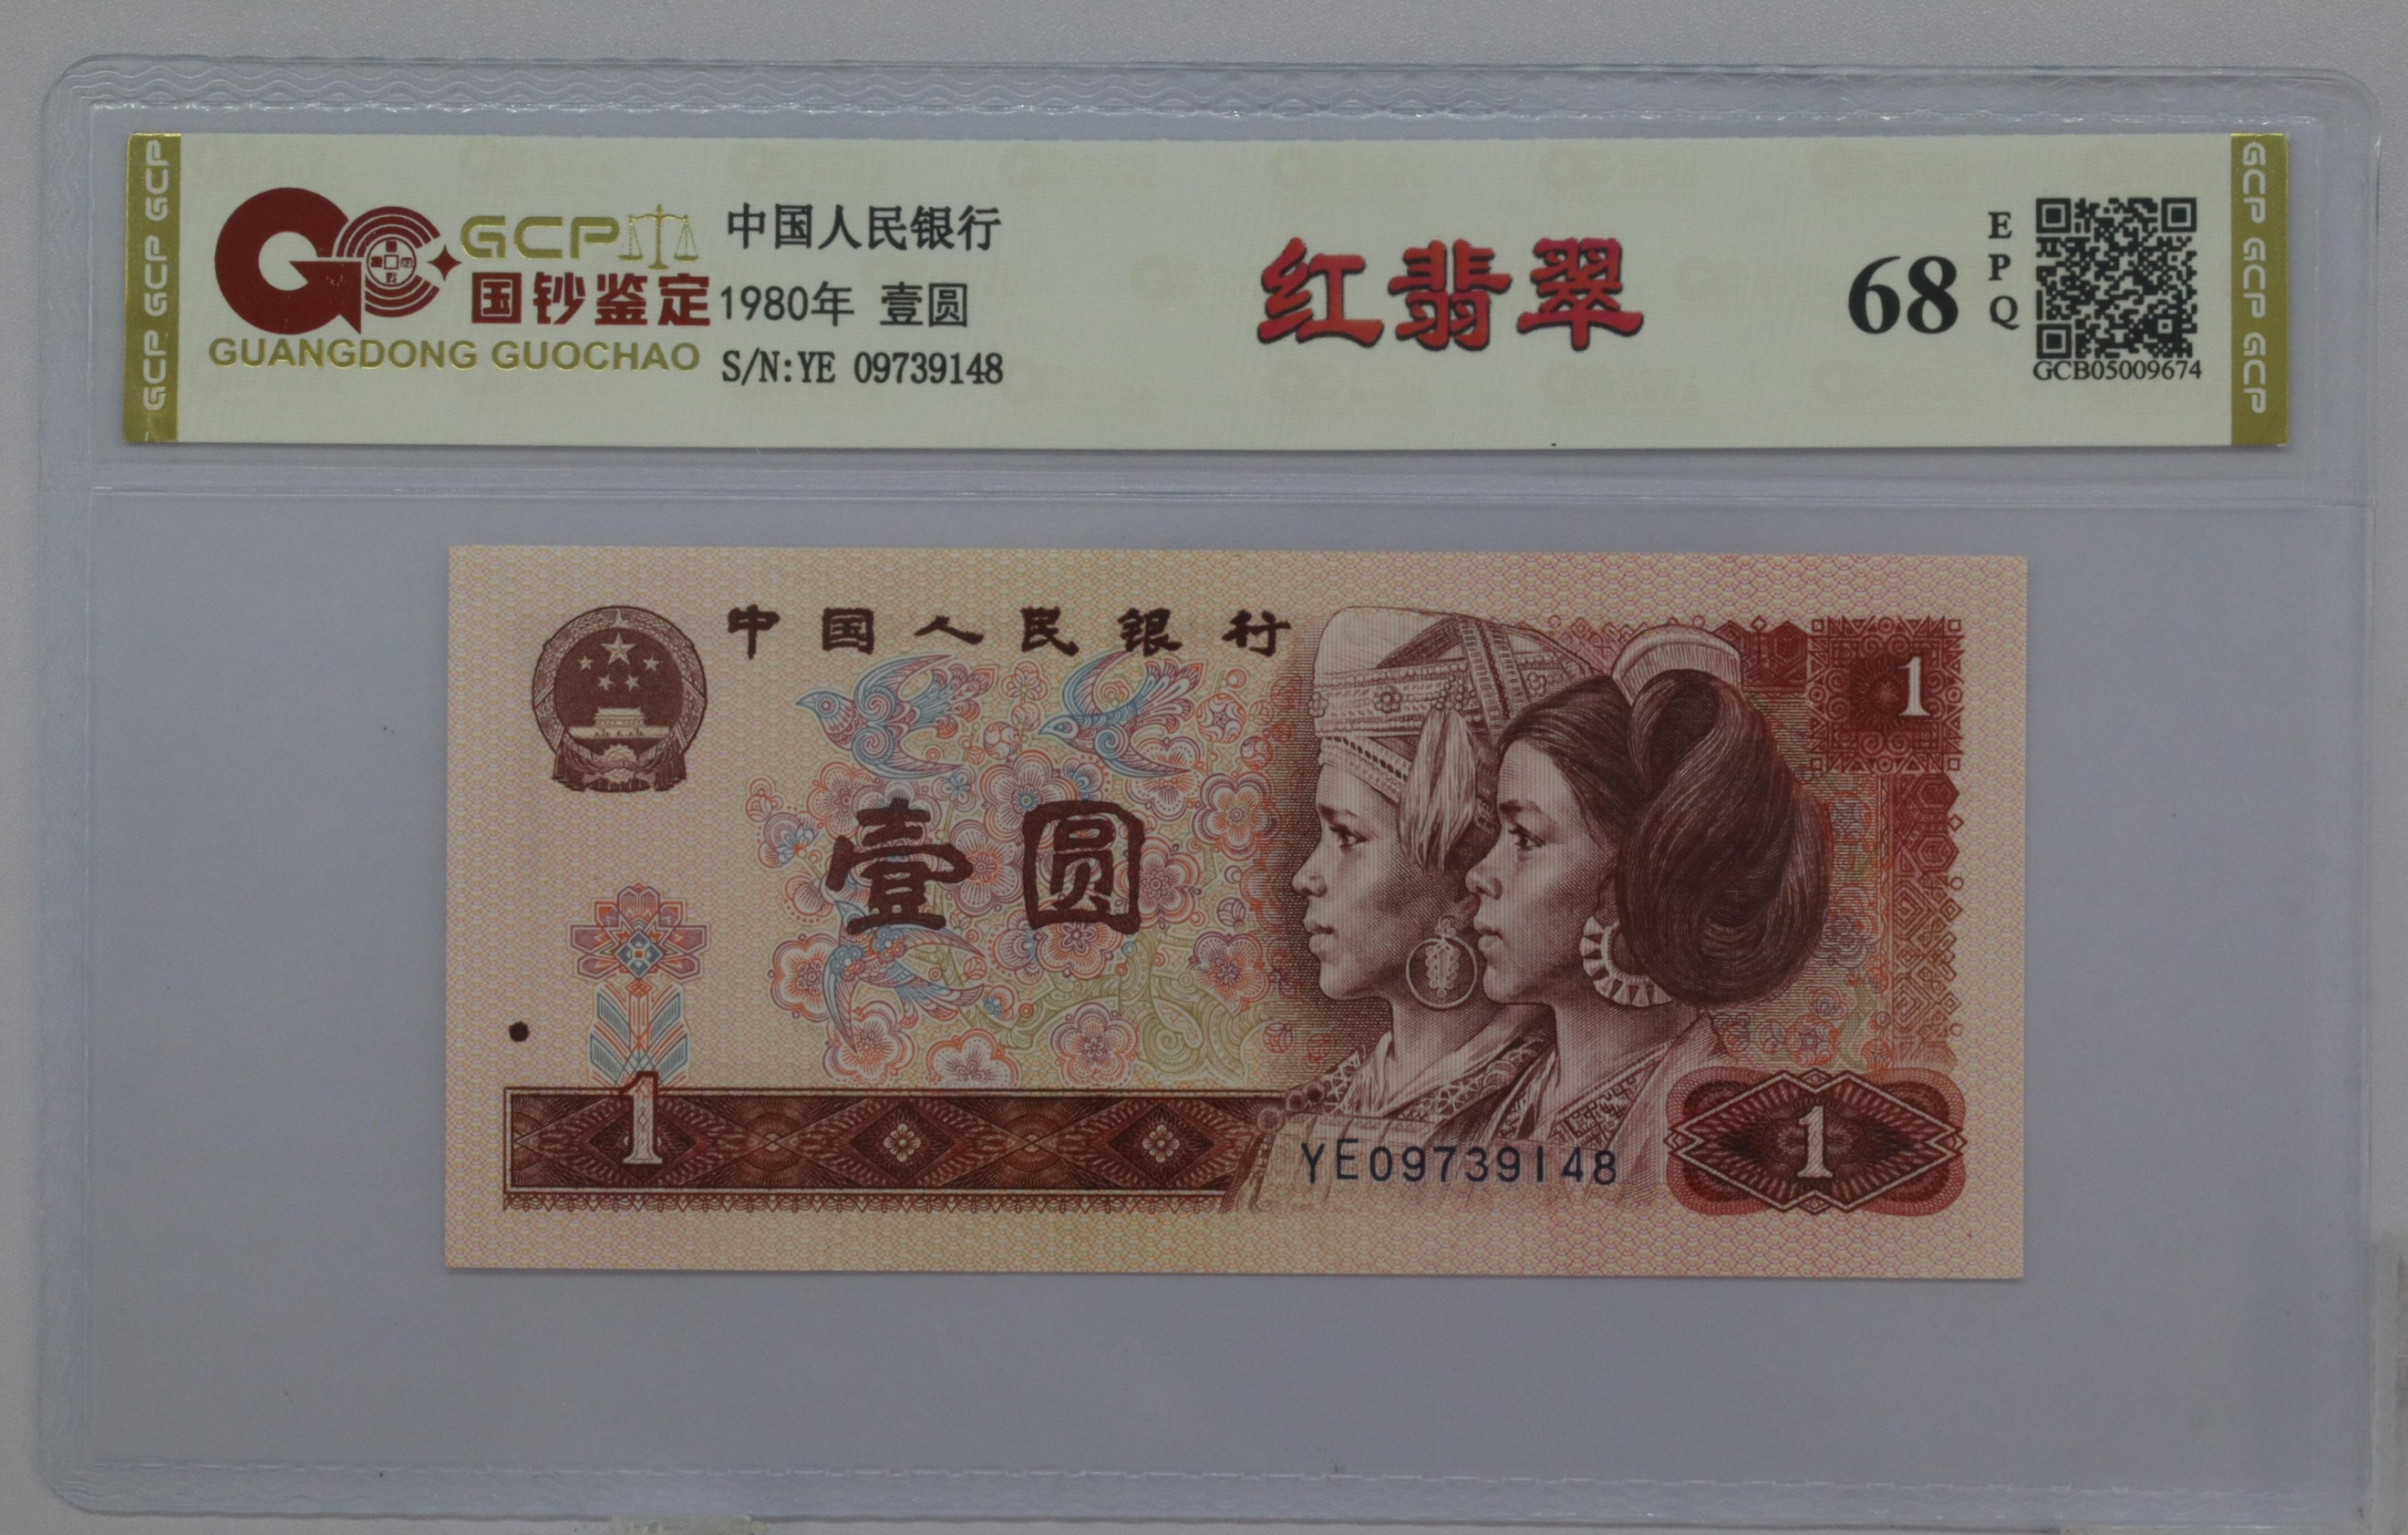 GCP GCP GCP
GCP
国钞鉴定
GUANGDONG GUOCHAO
中国人民银行
1980年 壹圆
S/N:YE 09739148
红翡翠
68
E
P
Q
GCB05009674
GCP GCP GCP
中国人民银行
1
壹圆
1
YE09739148
1